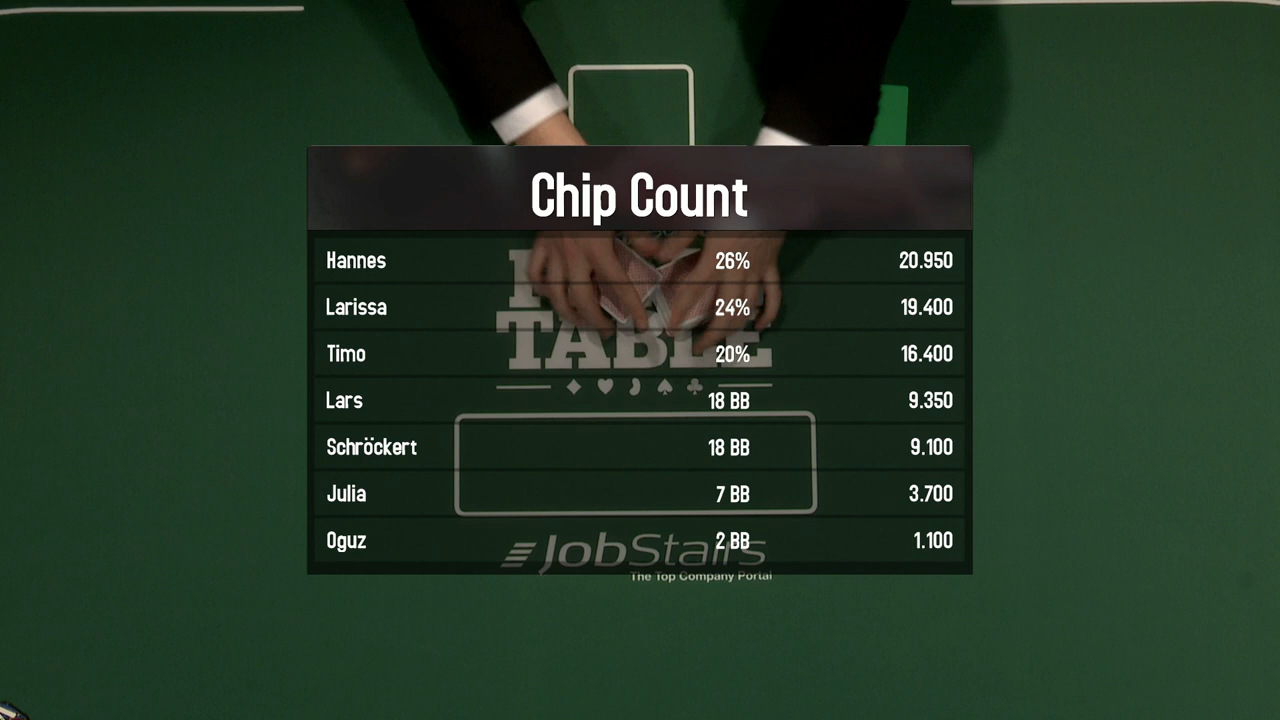 Chip Count
Hannes 26% 20.950
Larissa 24% 19.400
Timo 20% 16.400
Lars 18 BB 9.350
Schröckert 18 BB 9.100
Julia 7 BB 3.700
Oguz 2 BB 1.100
TABLE
JobStairs
The Top Company Portal